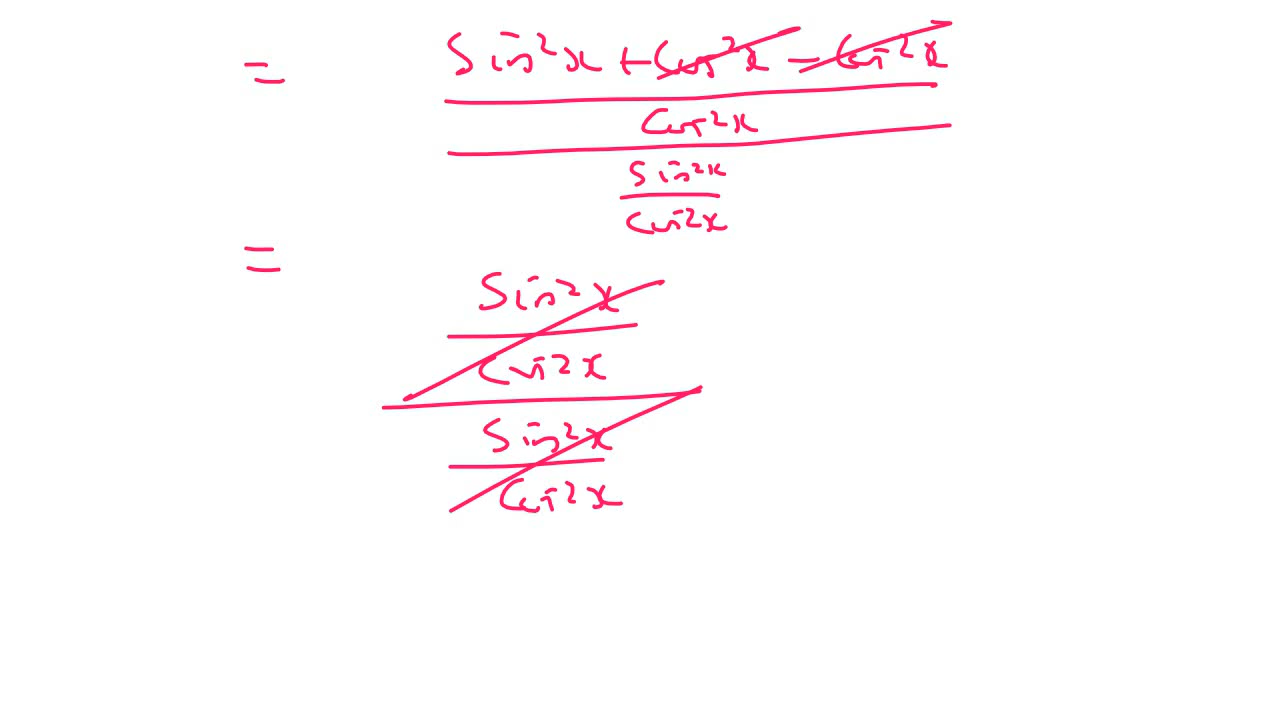 = Sin²x + Cos²x - Cos²x
Cos²x
Sin²x
Cos²x
=
Sin²x
Cos²x
Sin²x
Cos²x